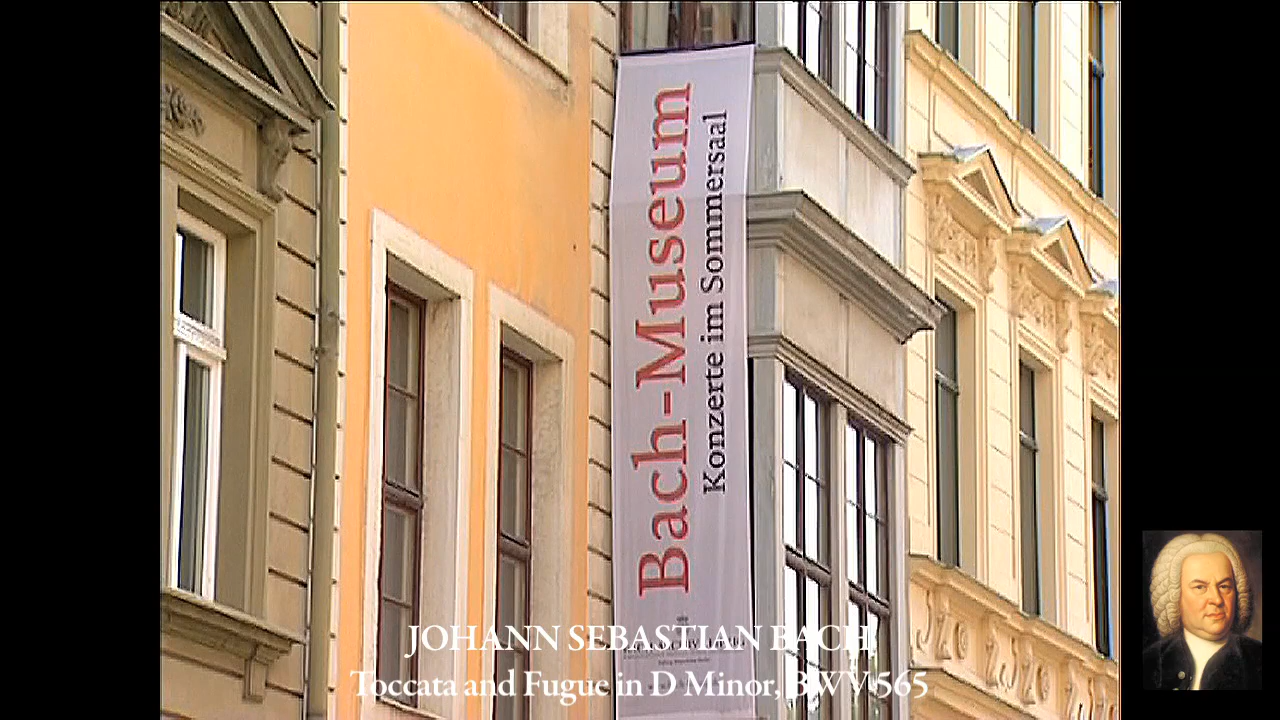 Bach-Museum
Konzerte im Sommersaal
JOHANN SEBASTIAN BACH
Toccata and Fugue in D Minor, BWV 565